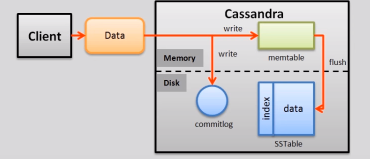 Cassandra
Client
Data
write
write
memtable
Memory
flush
Disk
index
data
commitlog
SSTable